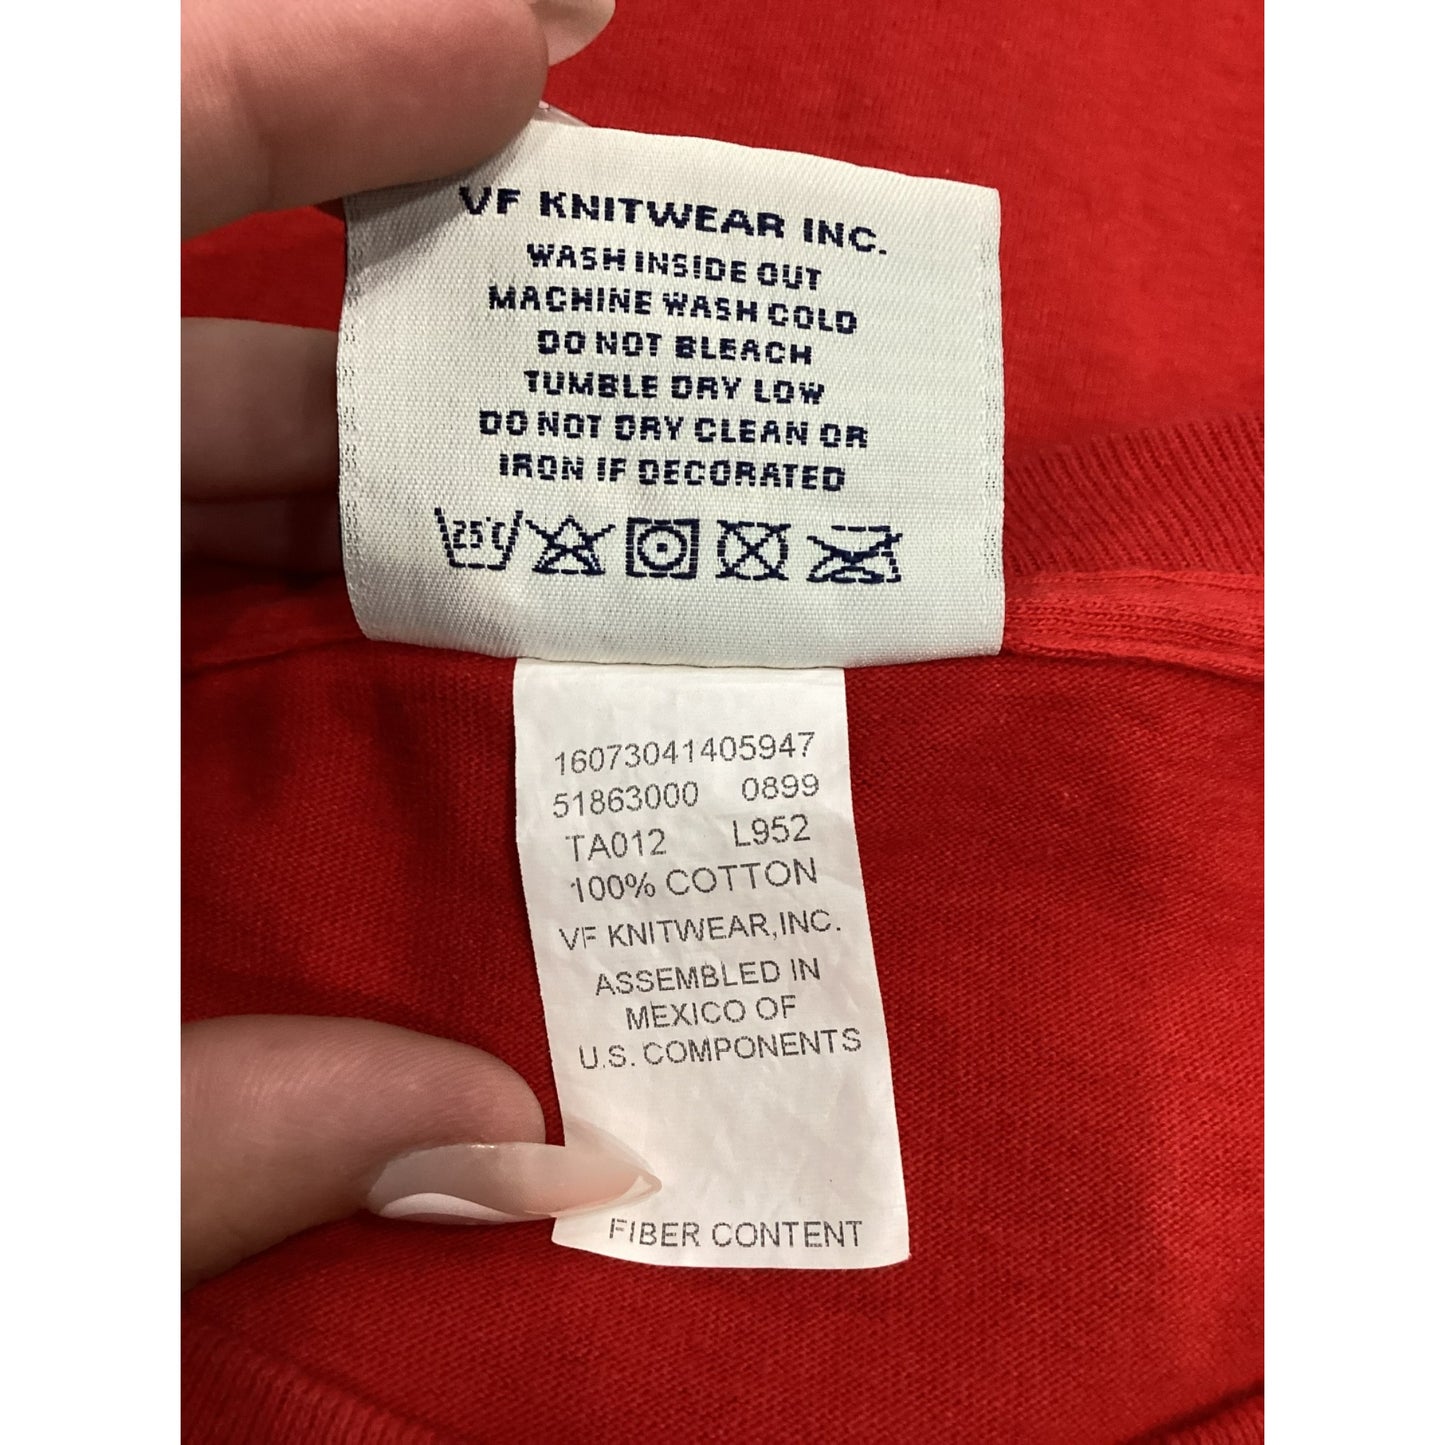 VF KNITWEAR INC.
WASH INSIDE OUT
MACHINE WASH COLD
DO NOT BLEACH
TUMBLE DRY LOW
DO NOT DRY CLEAN OR
IRON IF DECORATED
25°C
16073041405947
51863000 0899
TA012 L952
100% COTTON
VF KNITWEAR,INC.
ASSEMBLED IN
MEXICO OF
U.S. COMPONENTS
FIBER CONTENT